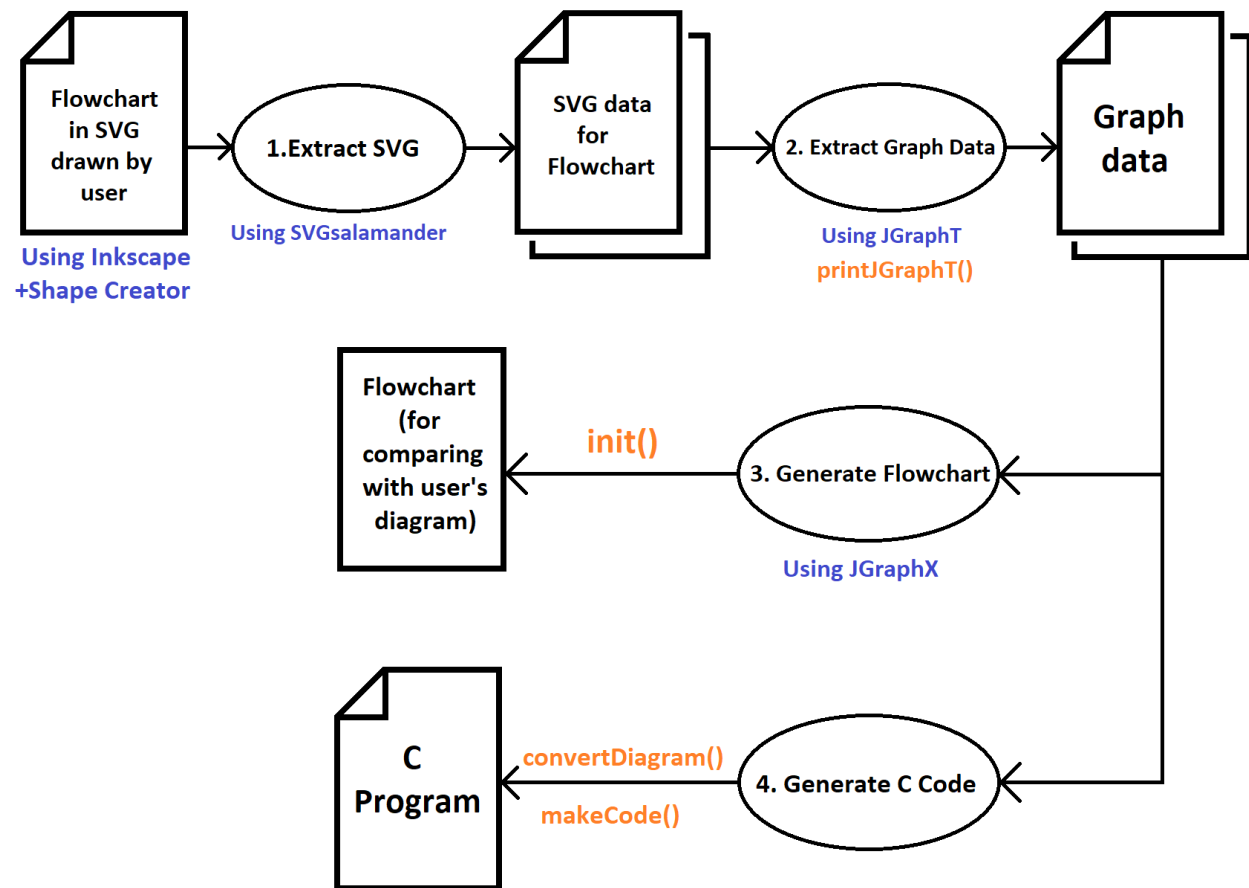 Flowchart
in SVG
drawn by
user
Using Inkscape
+Shape Creator
1.Extract SVG
Using SVGsalamander
SVG data
for
Flowchart
2. Extract Graph Data
Using JGraphT
printJGraphT()
Graph
data
Flowchart
(for
comparing
with user's
diagram)
init()
3. Generate Flowchart
Using JGraphX
C
Program
convertDiagram()
makeCode()
4. Generate C Code